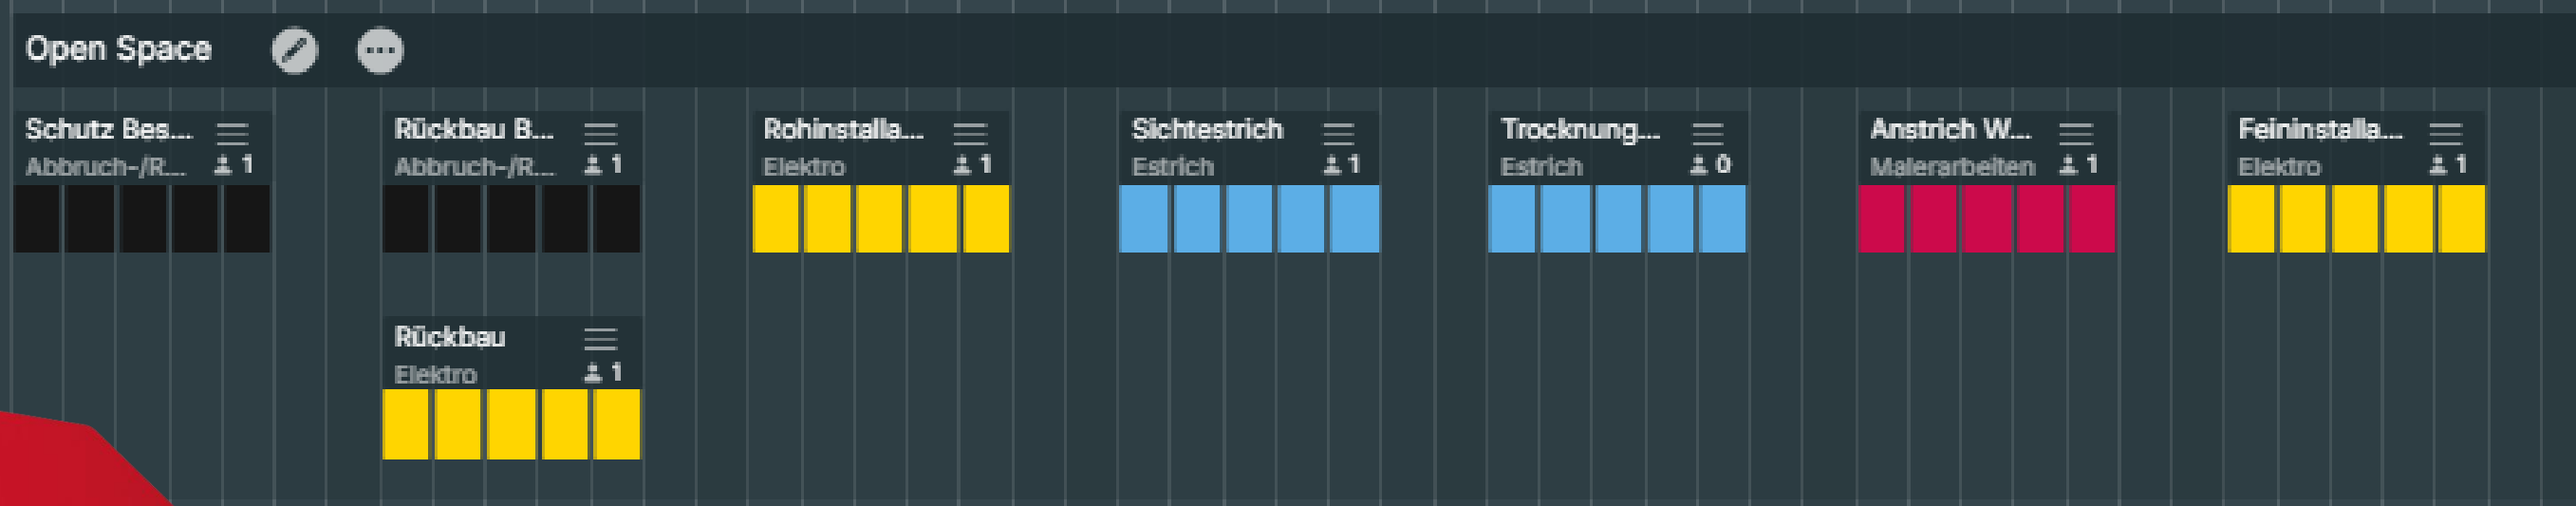 Open Space
Schutz Bes...
Abbruch-/R... 1
Rückbau B...
Abbruch-/R... 1
Rohinstalla...
Elektro 1
Sichtestrich
Estrich 1
Trocknung...
Estrich 0
Anstrich W...
Malerarbeiten 1
Feininstalla...
Elektro 1
Rückbau
Elektro 1